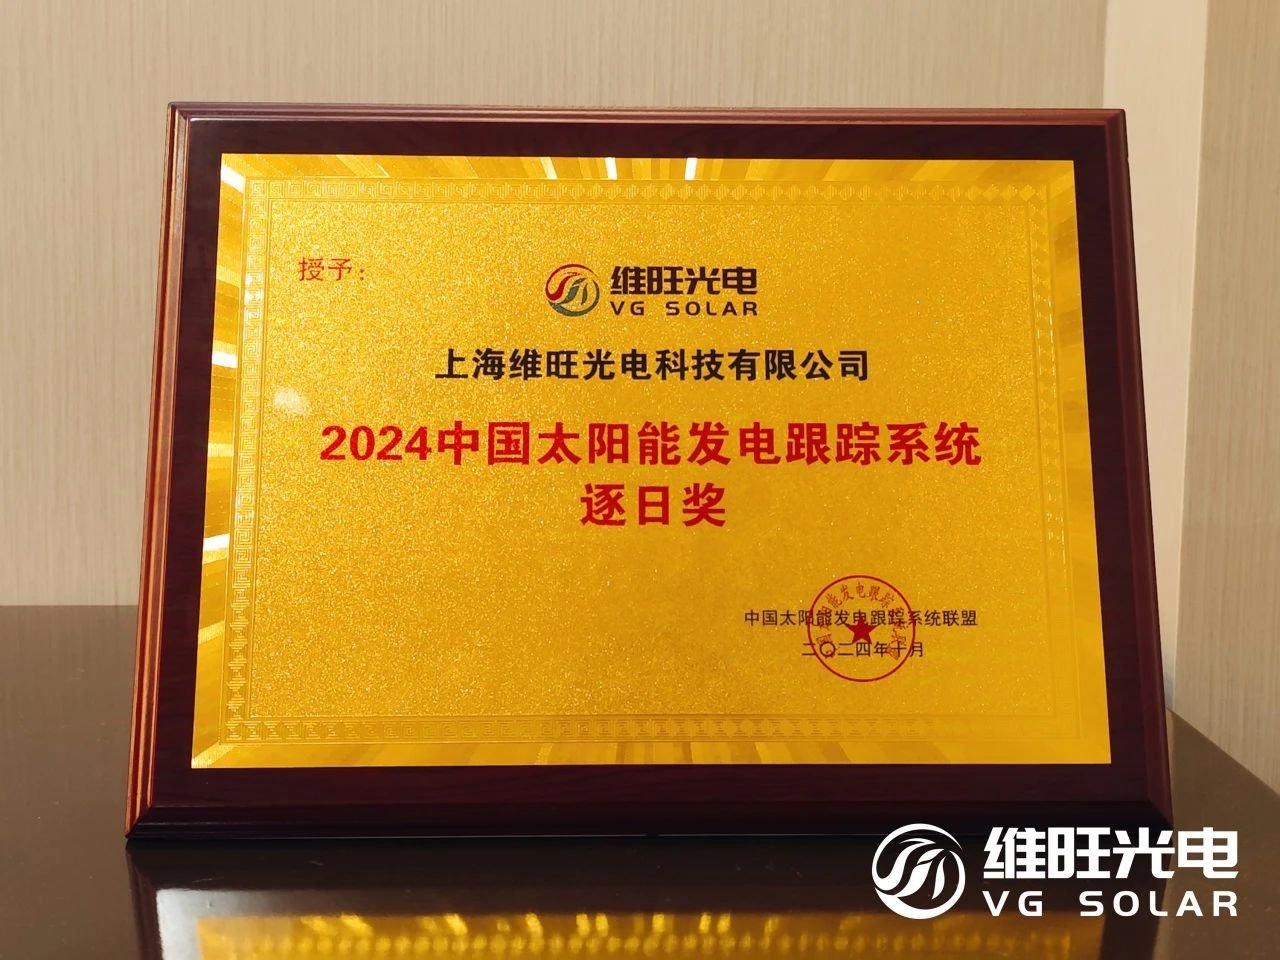 授予：
维旺光电
VG SOLAR
上海维旺光电科技有限公司
2024中国太阳能发电跟踪系统
逐日奖
中国太阳能发电跟踪系统联盟
二〇二四年十月
维旺光电
VG SOLAR